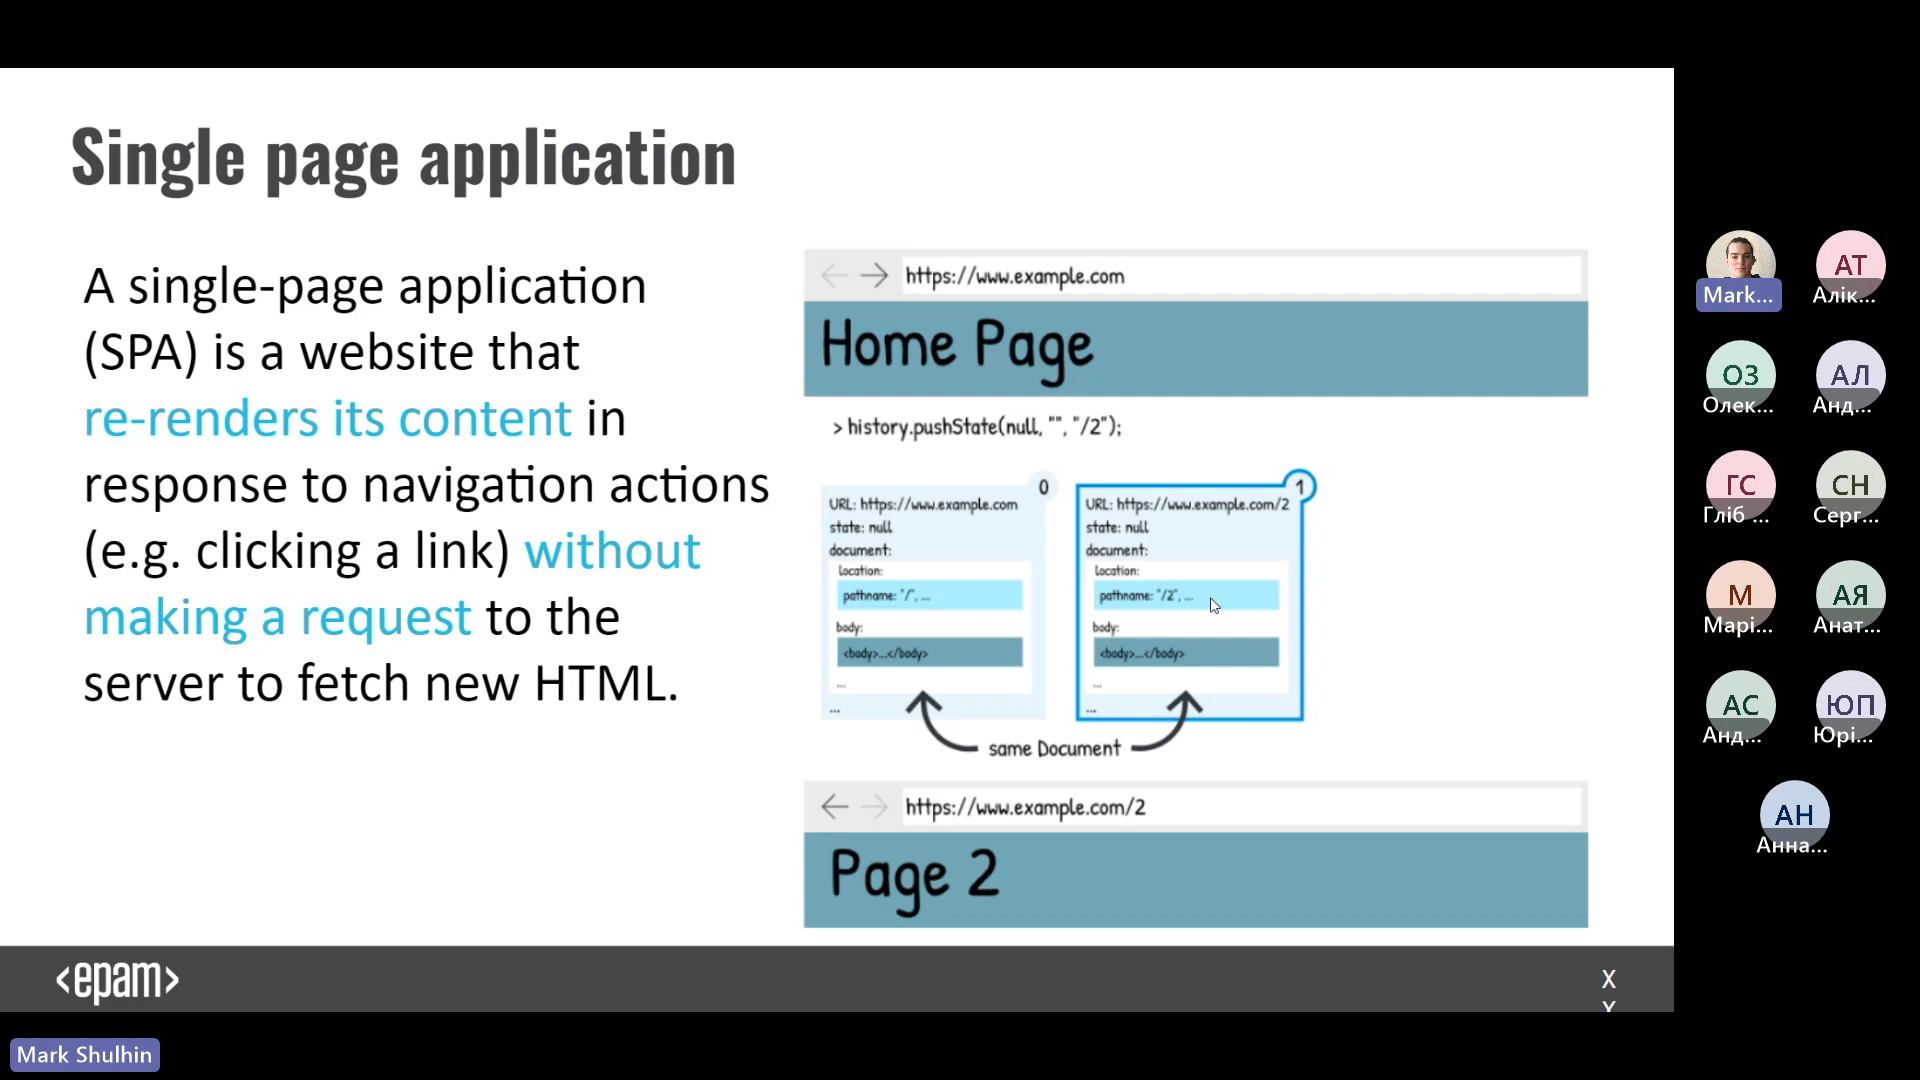 Single page application
A single-page application
(SPA) is a website that
re-renders its content in
response to navigation actions
(e.g. clicking a link) without
making a request to the
server to fetch new HTML.
https://www.example.com
Home Page
> history.pushState(null, "", "/2");
0
URL: https://www.example.com
state: null
document:
location:
pathname: "/", ...
body:
<body>...</body>
...
...
1
URL: https://www.example.com/2
state: null
document:
location:
pathname: "/2", ...
body:
<body>...</body>
...
...
same Document
https://www.example.com/2
Page 2
<epam>
X
Y
Mark...
АТ
Алік...
ОЗ
Олек...
АЛ
Анд...
ГС
Гліб ...
СН
Серг...
М
Марі...
АЯ
Анат...
АС
Анд...
ЮП
Юрі...
АН
Анна...
Mark Shulhin